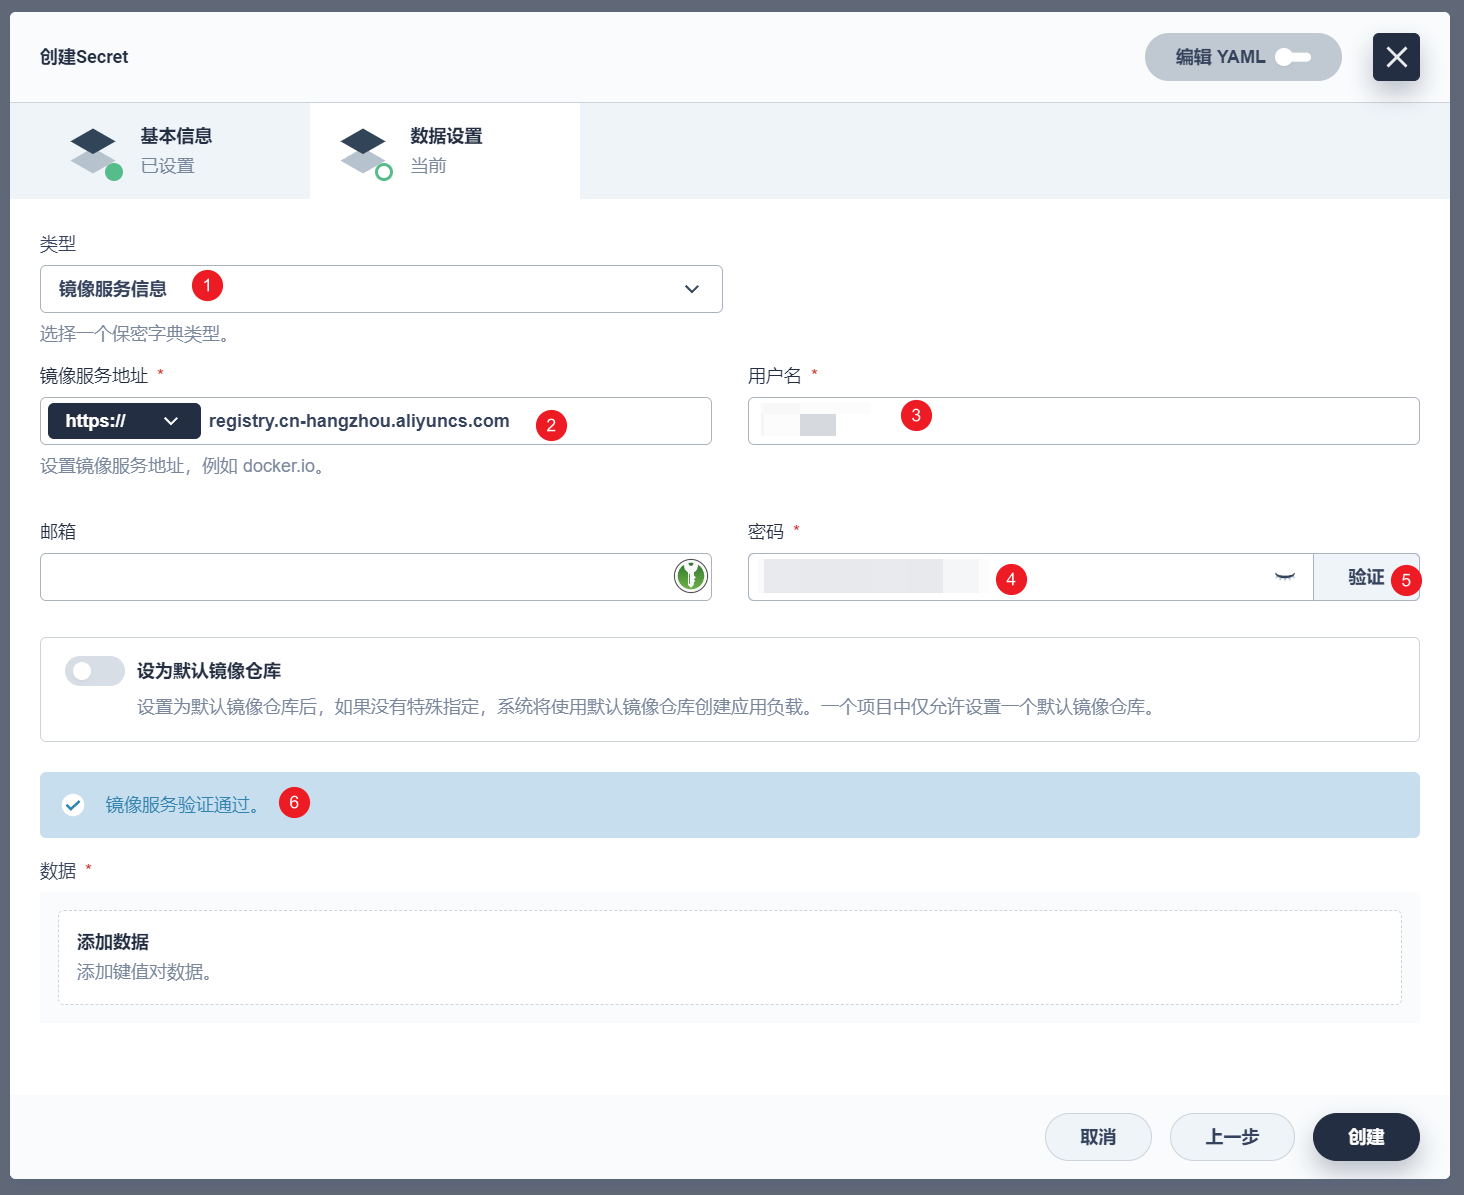 创建Secret
编辑 YAML
基本信息
已设置
数据设置
当前
类型
镜像服务信息
1
选择一个保密字典类型。
镜像服务地址 *
用户名 *
https://
registry.cn-hangzhou.aliyuncs.com
2
3
设置镜像服务地址，例如 docker.io。
邮箱
密码 *
4
验证
5
设为默认镜像仓库
设置为默认镜像仓库后，如果没有特殊指定，系统将使用默认镜像仓库创建应用负载。一个项目中仅允许设置一个默认镜像仓库。
镜像服务验证通过。
6
数据 *
添加数据
添加键值对数据。
取消
上一步
创建